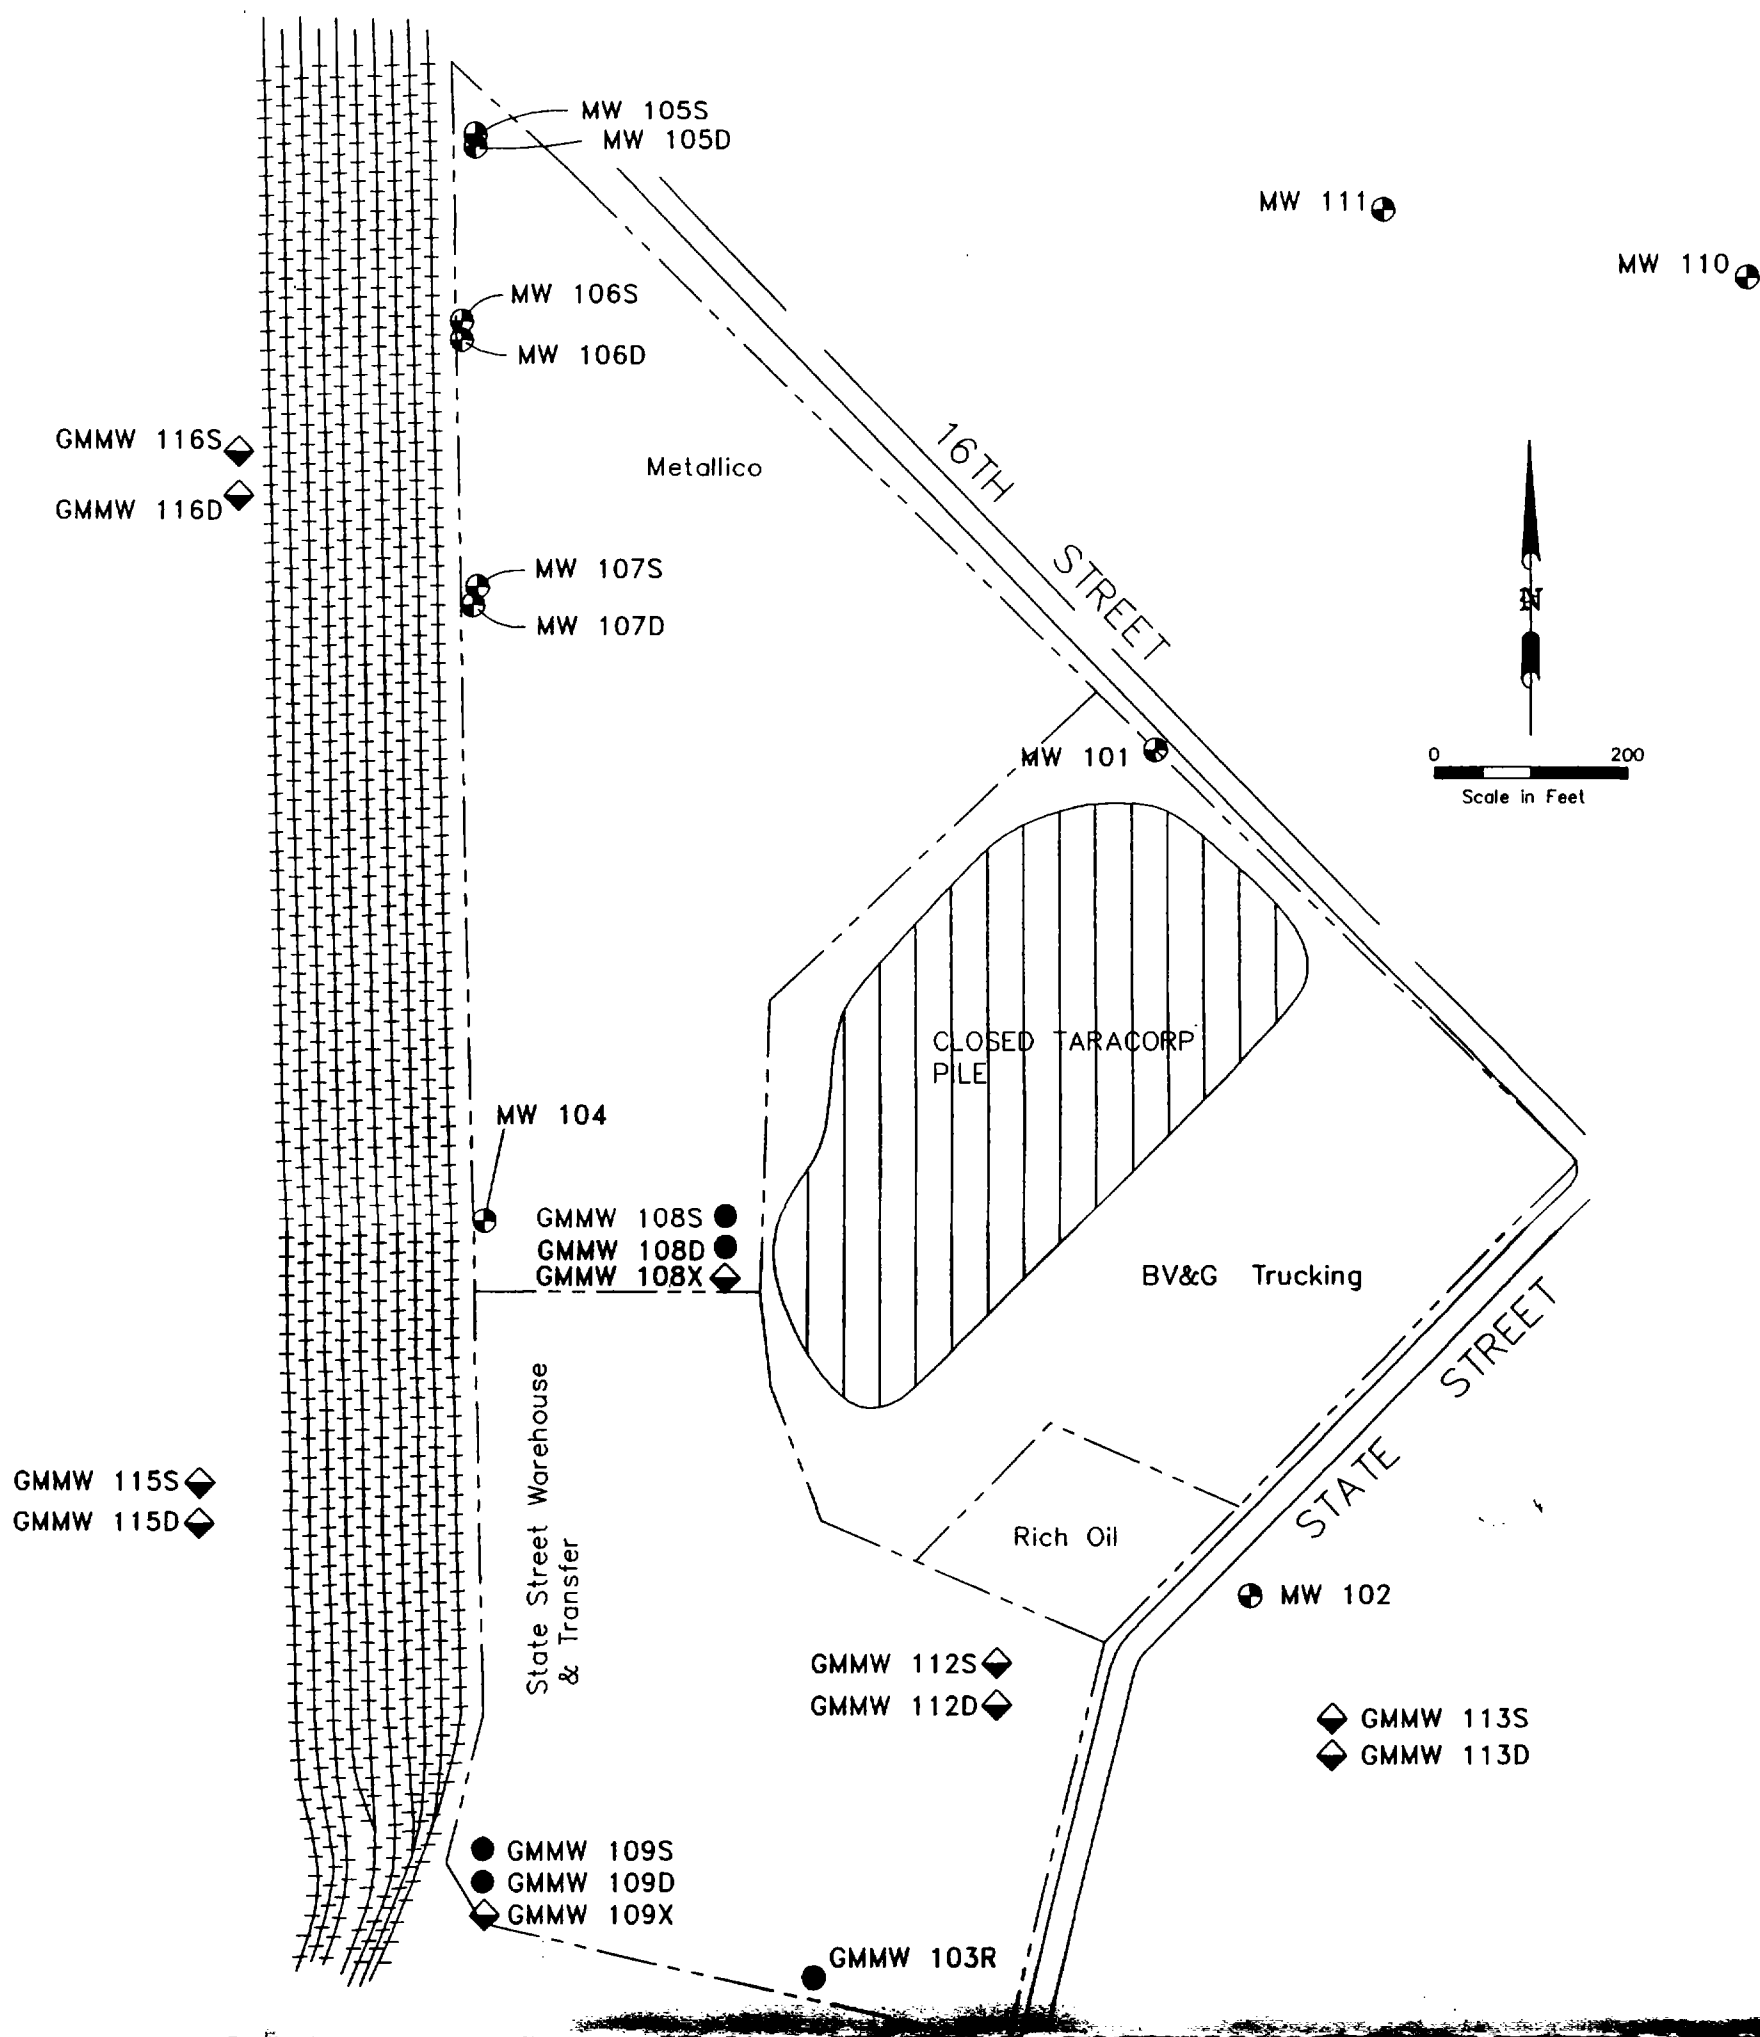 MW 105S
MW 105D
MW 111
MW 110
MW 106S
MW 106D
GMMW 116S
GMMW 116D
Metallico
16TH STREET
MW 107S
MW 107D
N
MW 101
0 200
Scale in Feet
CLOSED TARACORP
PILE
MW 104
GMMW 108S
GMMW 108D
GMMW 108X
BV&G Trucking
STATE STREET
State Street Warehouse
& Transfer
GMMW 115S
GMMW 115D
Rich Oil
MW 102
GMMW 112S
GMMW 112D
GMMW 113S
GMMW 113D
GMMW 109S
GMMW 109D
GMMW 109X
GMMW 103R